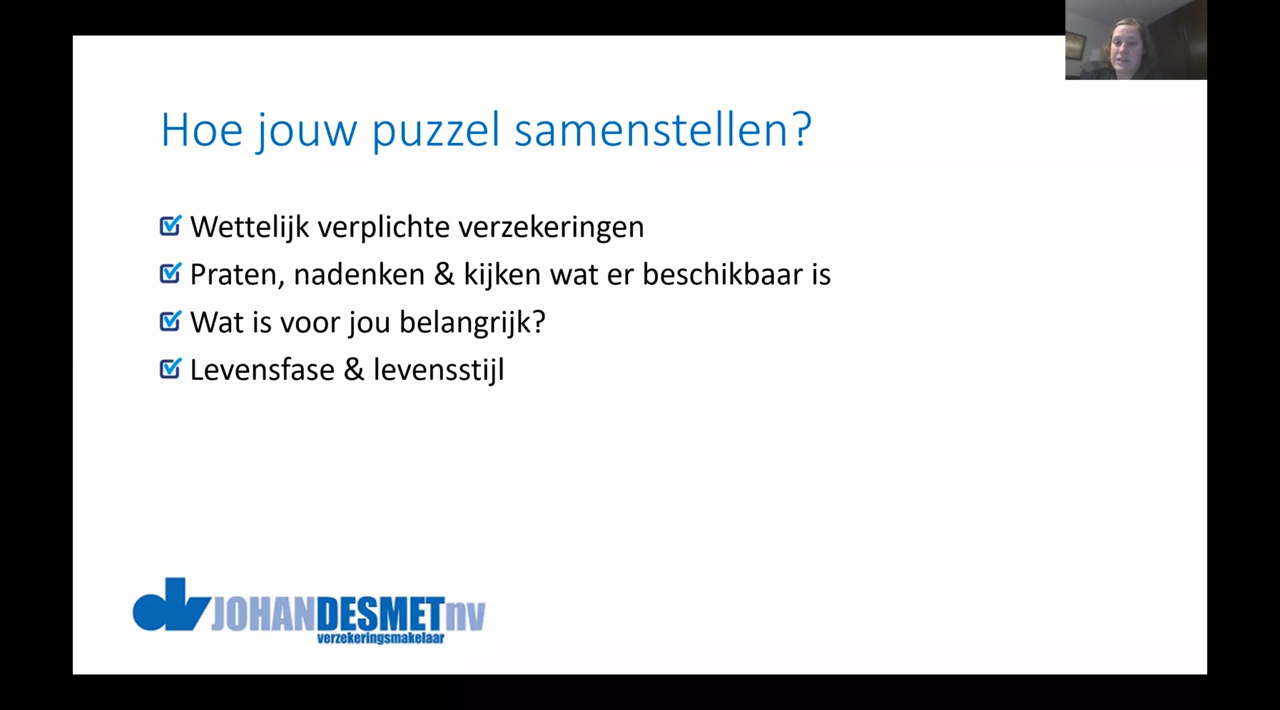 Hoe jouw puzzel samenstellen?
Wettelijk verplichte verzekeringen
Praten, nadenken & kijken wat er beschikbaar is
Wat is voor jou belangrijk?
Levensfase & levensstijl
JOHANDESMETnv
verzekeringsmakelaar